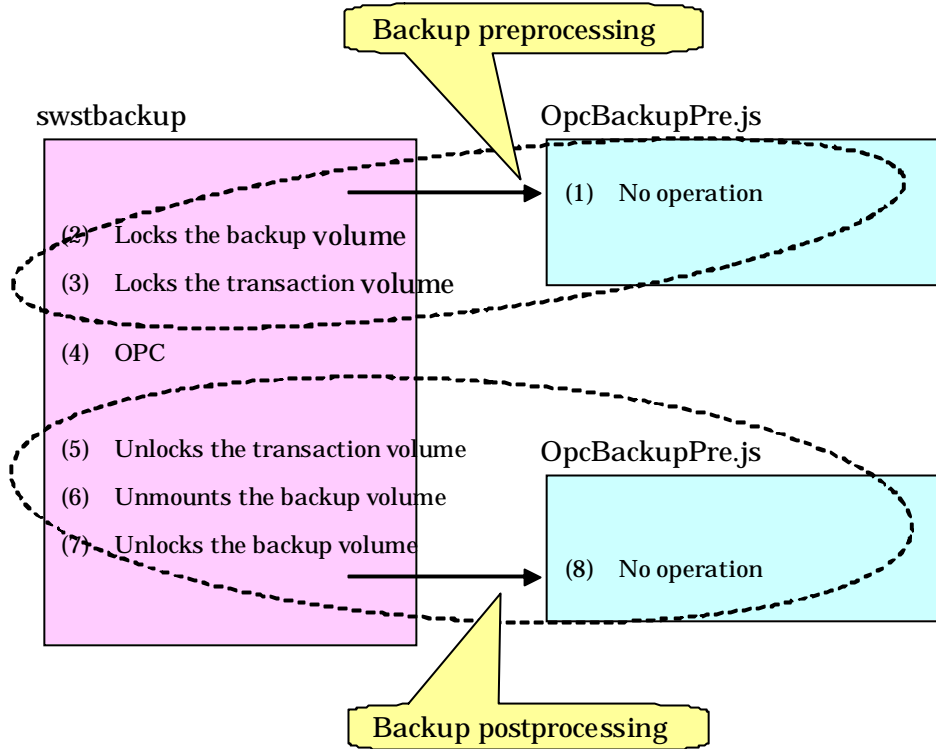 Backup preprocessing
swstbackup
OpcBackupPre.js
(1) No operation
(2) Locks the backup volume
(3) Locks the transaction volume
(4) OPC
(5) Unlocks the transaction volume
OpcBackupPre.js
(6) Unmounts the backup volume
(7) Unlocks the backup volume
(8) No operation
Backup postprocessing